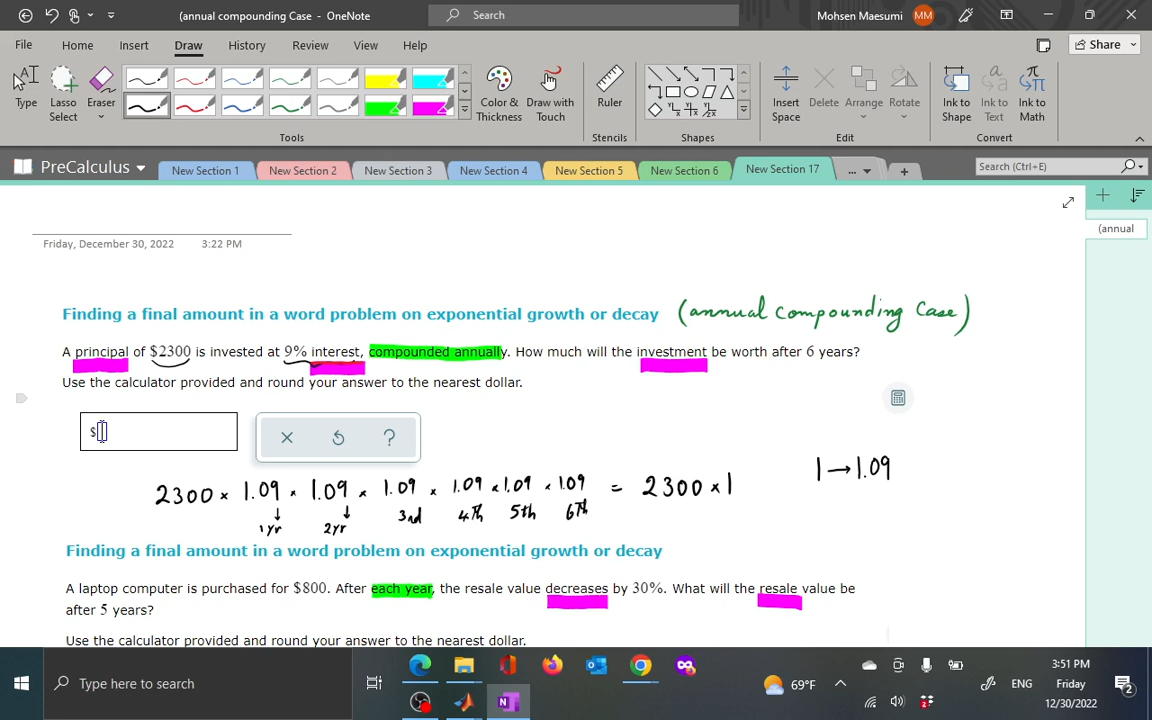 (annual compounding Case) - OneNote
Search
Mohsen Maesumi
MM
File Home Insert Draw History Review View Help
Share
Type
Lasso Select
Eraser
Color & Thickness
Draw with Touch
Ruler
Insert Space
Delete
Arrange
Rotate
Ink to Shape
Ink to Text
Ink to Math
Tools
Stencils
Shapes
Edit
Convert
PreCalculus
New Section 1
New Section 2
New Section 3
New Section 4
New Section 5
New Section 6
New Section 17
...
Search (Ctrl+E)
(annual
Friday, December 30, 2022 3:22 PM
Finding a final amount in a word problem on exponential growth or decay (annual compounding Case)
A principal of $2300 is invested at 9% interest, compounded annually. How much will the investment be worth after 6 years?
Use the calculator provided and round your answer to the nearest dollar.
$
× ?
1→1.09
2300 × 1.09 × 1.09 × 1.09 × 1.09 × 1.09 × 1.09 = 2300 × 1
↓ ↓
1yr 2yr 3rd 4th 5th 6th
Finding a final amount in a word problem on exponential growth or decay
A laptop computer is purchased for $800. After each year, the resale value decreases by 30%. What will the resale value be
after 5 years?
Use the calculator provided and round your answer to the nearest dollar.
Type here to search
69°F
ENG
3:51 PM
Friday
12/30/2022
2